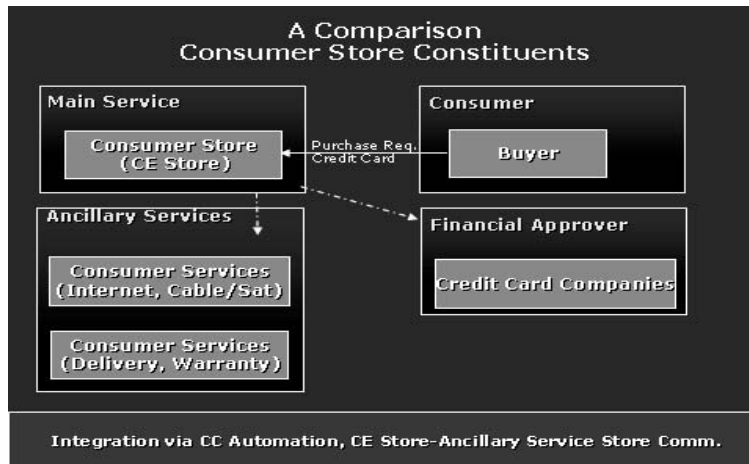 A Comparison
Consumer Store Constituents
Main Service
Consumer Store
(CE Store)
Purchase Req.
Credit Card
Consumer
Buyer
Ancillary Services
Consumer Services
(Internet, Cable/Sat)
Consumer Services
(Delivery, Warranty)
Financial Approver
Credit Card Companies
Integration via CC Automation, CE Store-Ancillary Service Store Comm.